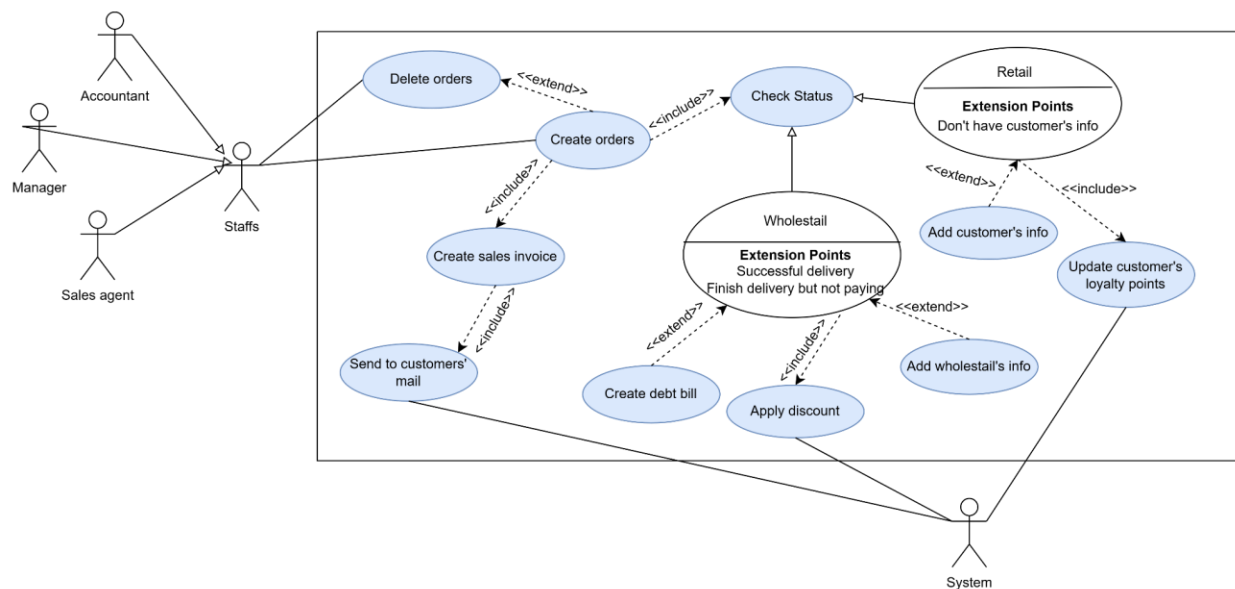 Accountant
Manager
Sales agent
Staffs
Delete orders
<<extend>>
Create orders
<<include>>
Check Status
Retail
Extension Points
Don't have customer's info
<<extend>>
<<include>>
Add customer's info
Update customer's
loyalty points
<<include>>
Create sales invoice
<<include>>
Send to customers'
mail
Wholestail
Extension Points
Successful delivery
Finish delivery but not paying
<<extend>>
<<include>>
<<extend>>
Create debt bill
Apply discount
Add wholestail's info
System